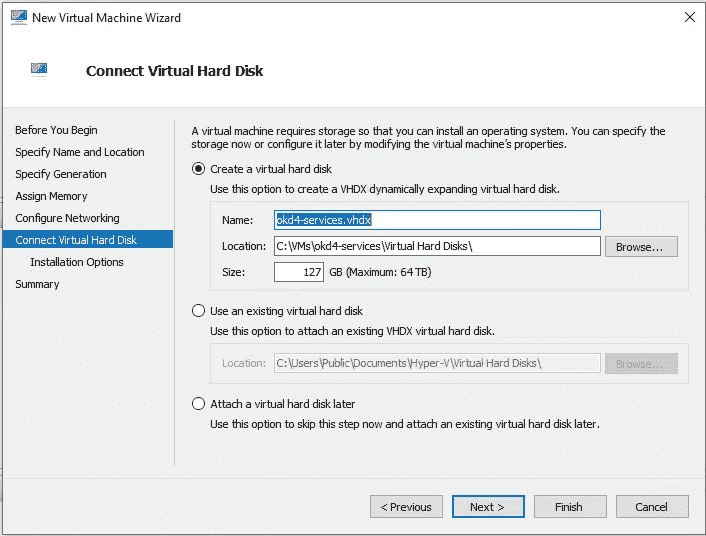 New Virtual Machine Wizard
Connect Virtual Hard Disk
Before You Begin
Specify Name and Location
Specify Generation
Assign Memory
Configure Networking
Connect Virtual Hard Disk
Installation Options
Summary
A virtual machine requires storage so that you can install an operating system. You can specify the
storage now or configure it later by modifying the virtual machine's properties.
Create a virtual hard disk
Use this option to create a VHDX dynamically expanding virtual hard disk.
Name: okd4-services.vhdx
Location: C:\VMs\okd4-services\Virtual Hard Disks\ Browse...
Size: 127 GB (Maximum: 64 TB)
Use an existing virtual hard disk
Use this option to attach an existing VHDX virtual hard disk.
Location: C:\Users\Public\Documents\Hyper-V\Virtual Hard Disks\ Browse...
Attach a virtual hard disk later
Use this option to skip this step now and attach an existing virtual hard disk later.
< Previous Next > Finish Cancel